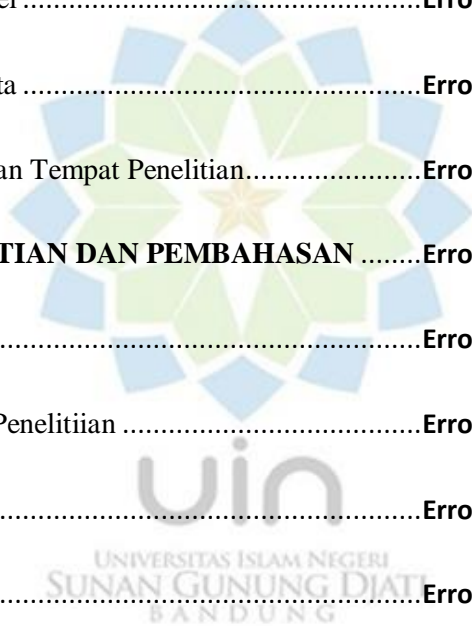 ................................................Erro
ta ................................................Erro
an Tempat Penelitian......................Erro
TIAN DAN PEMBAHASAN ........Erro
................................................Erro
Penelitiian ....................................Erro
uin
................................................Erro
UNIVERSITAS ISLAM NEGERI
SUNAN GUNUNG DJATI
................................................Erro
BANDUNG